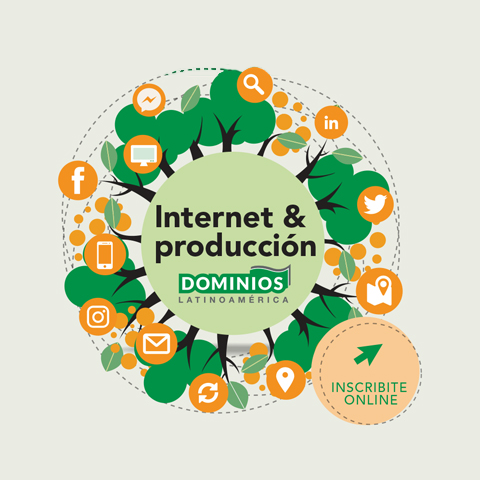 Internet &
producción
DOMINIOS
LATINOAMÉRICA
INSCRIBITE
ONLINE